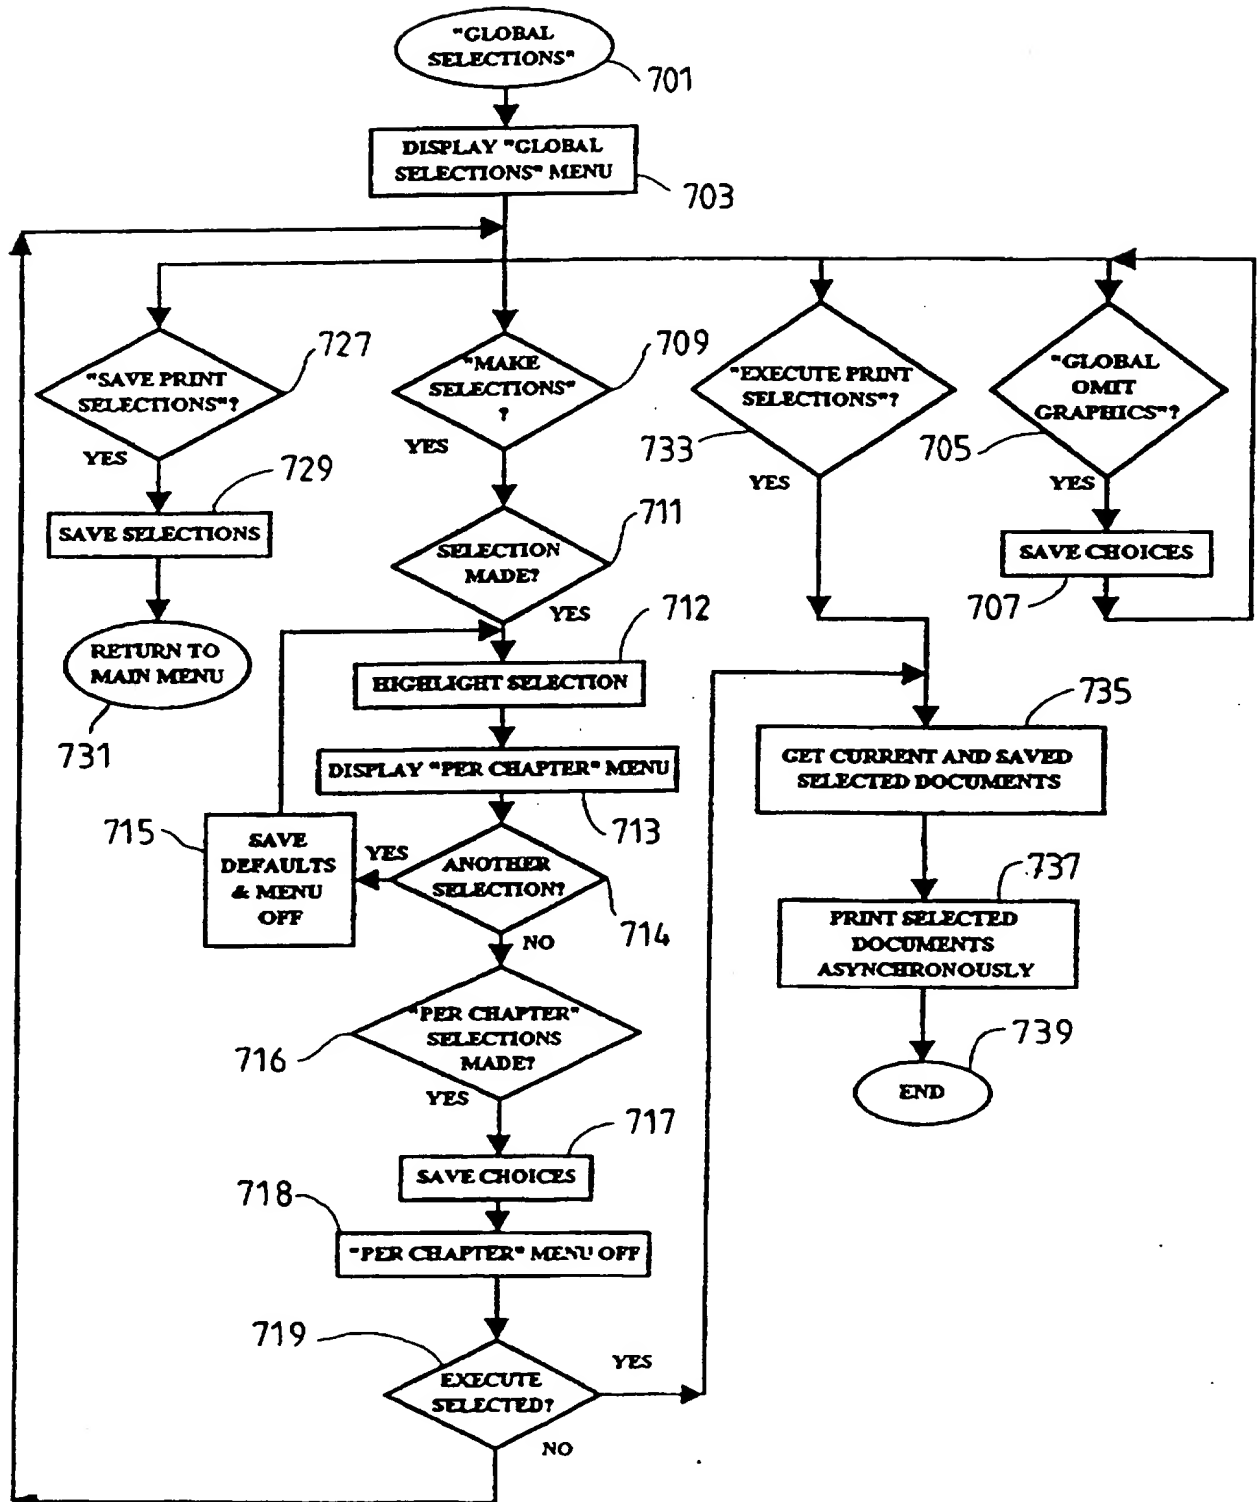 "GLOBAL
SELECTIONS"
701
DISPLAY "GLOBAL
SELECTIONS" MENU
703
"SAVE PRINT
SELECTIONS"?
727
YES
729
SAVE SELECTIONS
RETURN TO
MAIN MENU
731
"MAKE
SELECTIONS"
?
709
YES
711
SELECTION
MADE?
YES
712
HIGHLIGHT SELECTION
DISPLAY "PER CHAPTER" MENU
713
715
SAVE
DEFAULTS
& MENU
OFF
YES
ANOTHER
SELECTION?
714
NO
"PER CHAPTER"
SELECTIONS
MADE?
716
YES
717
SAVE CHOICES
718
"PER CHAPTER" MENU OFF
719
EXECUTE
SELECTED?
YES
NO
"EXECUTE PRINT
SELECTIONS"?
733
YES
"GLOBAL
OMIT
GRAPHICS"?
705
YES
SAVE CHOICES
707
735
GET CURRENT AND SAVED
SELECTED DOCUMENTS
737
PRINT SELECTED
DOCUMENTS
ASYNCHRONOUSLY
739
END